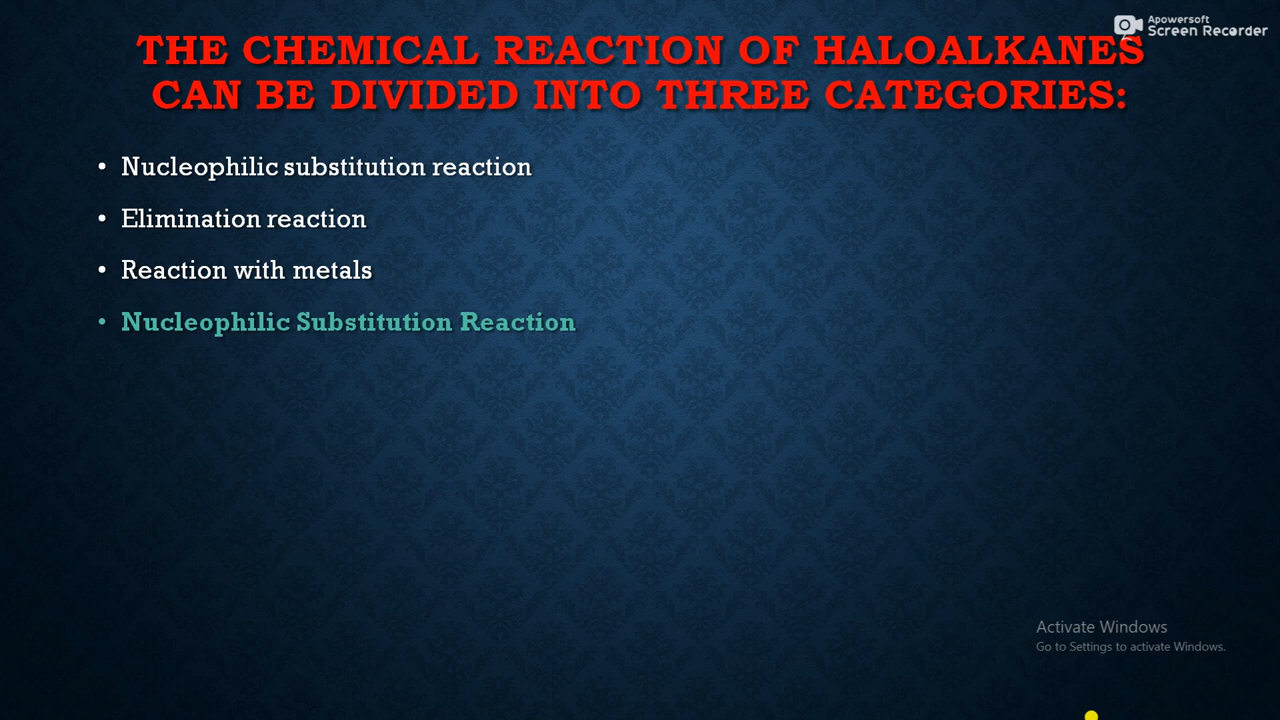 Apowersoft
Screen Recorder
THE CHEMICAL REACTION OF HALOALKANES
CAN BE DIVIDED INTO THREE CATEGORIES:
• Nucleophilic substitution reaction
• Elimination reaction
• Reaction with metals
• Nucleophilic Substitution Reaction
Activate Windows
Go to Settings to activate Windows.